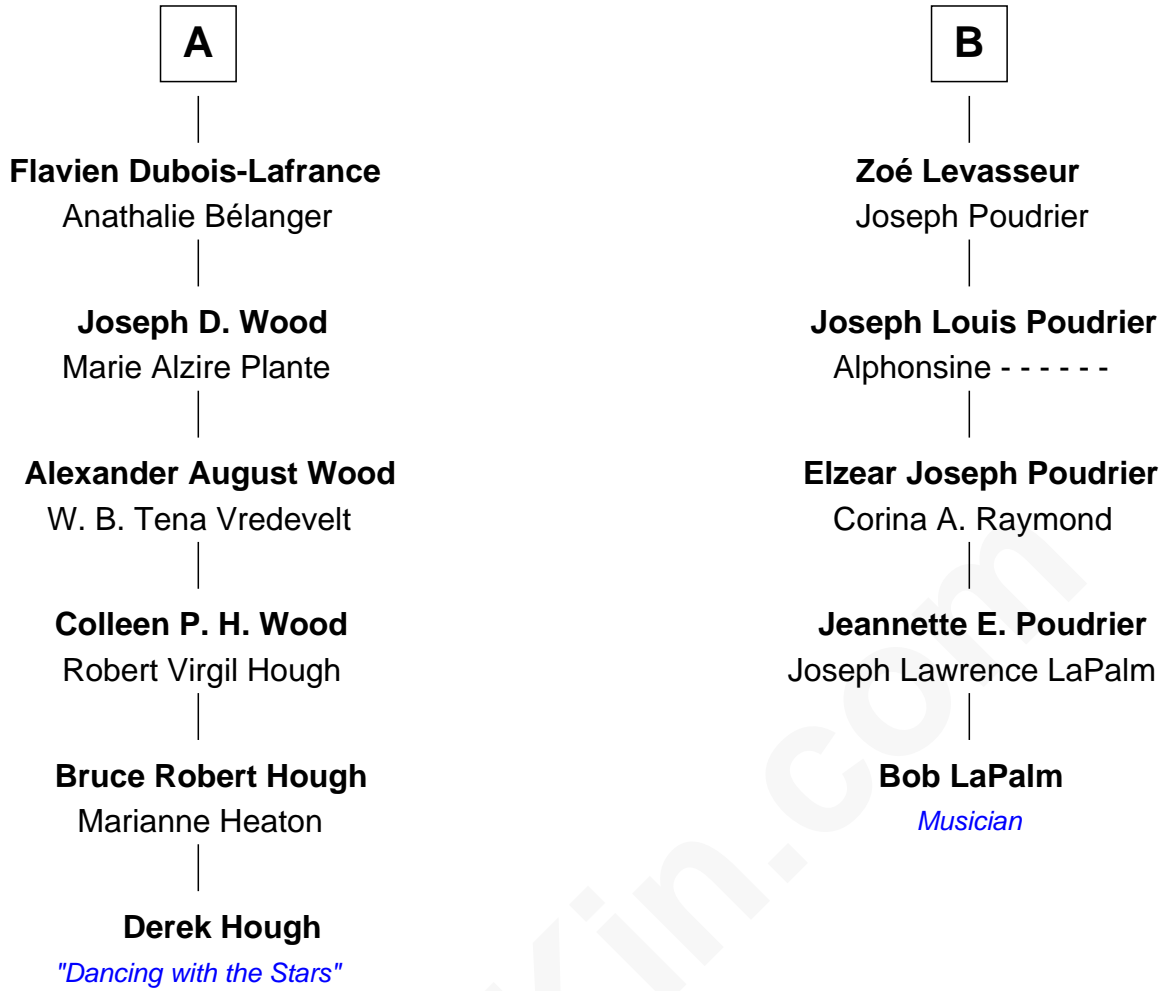 A
Flavien Dubois-Lafrance
Anathalie Bélanger
Joseph D. Wood
Marie Alzire Plante
Alexander August Wood
W. B. Tena Vredevelt
Colleen P. H. Wood
Robert Virgil Hough
Bruce Robert Hough
Marianne Heaton
Derek Hough
"Dancing with the Stars"
B
Zoé Levasseur
Joseph Poudrier
Joseph Louis Poudrier
Alphonsine - - - - - -
Elzear Joseph Poudrier
Corina A. Raymond
Jeannette E. Poudrier
Joseph Lawrence LaPalm
Bob LaPalm
Musician